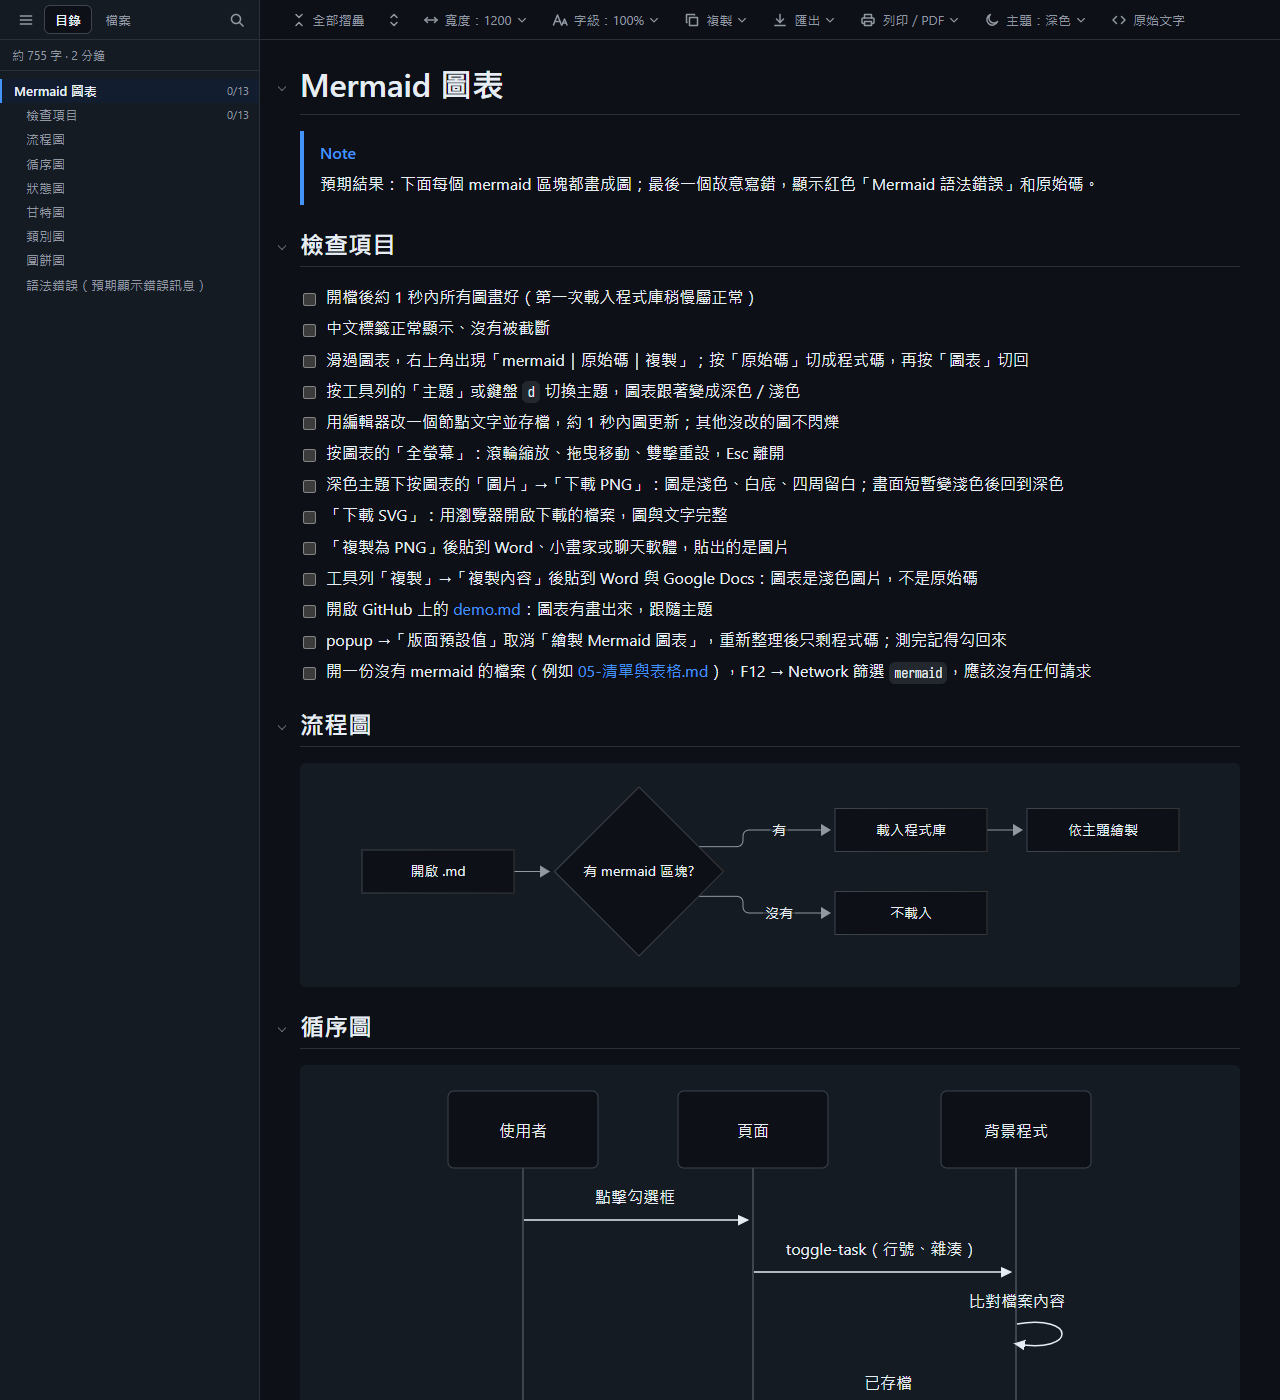 目錄
檔案
全部摺疊
寬度：1200
字級：100%
複製
匯出
列印 / PDF
主題：深色
原始文字
約 755 字 · 2 分鐘
Mermaid 圖表 0/13
檢查項目 0/13
流程圖
循序圖
狀態圖
甘特圖
類別圖
圓餅圖
語法錯誤（預期顯示錯誤訊息）
Mermaid 圖表
Note
預期結果：下面每個 mermaid 區塊都畫成圖；最後一個故意寫錯，顯示紅色「Mermaid 語法錯誤」和原始碼。
檢查項目
開檔後約 1 秒內所有圖畫好（第一次載入程式庫稍慢屬正常）
中文標籤正常顯示、沒有被截斷
滑過圖表，右上角出現「mermaid | 原始碼 | 複製」；按「原始碼」切成程式碼，再按「圖表」切回
按工具列的「主題」或鍵盤 d 切換主題，圖表跟著變成深色 / 淺色
用編輯器改一個節點文字並存檔，約 1 秒內圖更新；其他沒改的圖不閃爍
按圖表的「全螢幕」：滾輪縮放、拖曳移動、雙擊重設，Esc 離開
深色主題下按圖表的「圖片」→「下載 PNG」：圖是淺色、白底、四周留白；畫面短暫變淺色後回到深色
「下載 SVG」：用瀏覽器開啟下載的檔案，圖與文字完整
「複製為 PNG」後貼到 Word、小畫家或聊天軟體，貼出的是圖片
工具列「複製」→「複製內容」後貼到 Word 與 Google Docs：圖表是淺色圖片，不是原始碼
開啟 GitHub 上的 demo.md：圖表有畫出來，跟隨主題
popup →「版面預設值」取消「繪製 Mermaid 圖表」，重新整理後只剩程式碼；測完記得勾回來
開一份沒有 mermaid 的檔案（例如 05-清單與表格.md），F12 → Network 篩選 mermaid，應該沒有任何請求
流程圖
開啟 .md
有 mermaid 區塊?
有
載入程式庫
依主題繪製
沒有
不載入
循序圖
使用者
頁面
背景程式
點擊勾選框
toggle-task（行號、雜湊）
比對檔案內容
已存檔